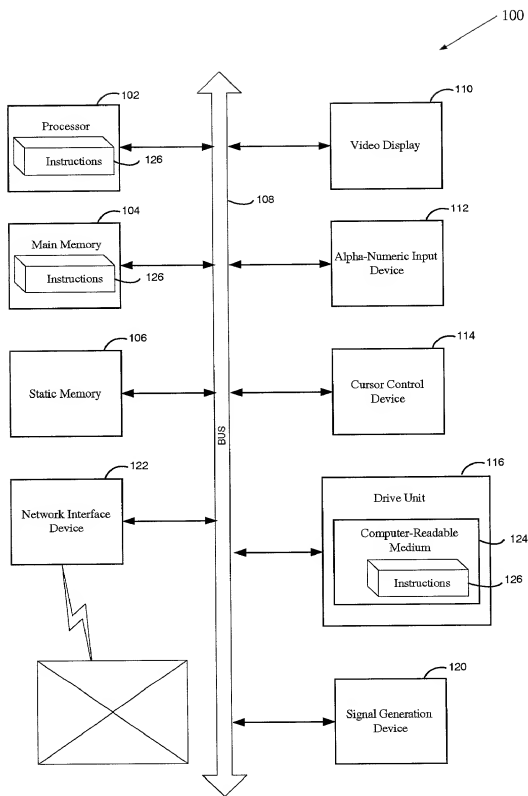 100
102
Processor
Instructions
126
104
Main Memory
Instructions
126
106
Static Memory
122
Network Interface
Device
108
BUS
110
Video Display
112
Alpha-Numeric Input
Device
114
Cursor Control
Device
116
Drive Unit
Computer-Readable
Medium
124
Instructions
126
120
Signal Generation
Device